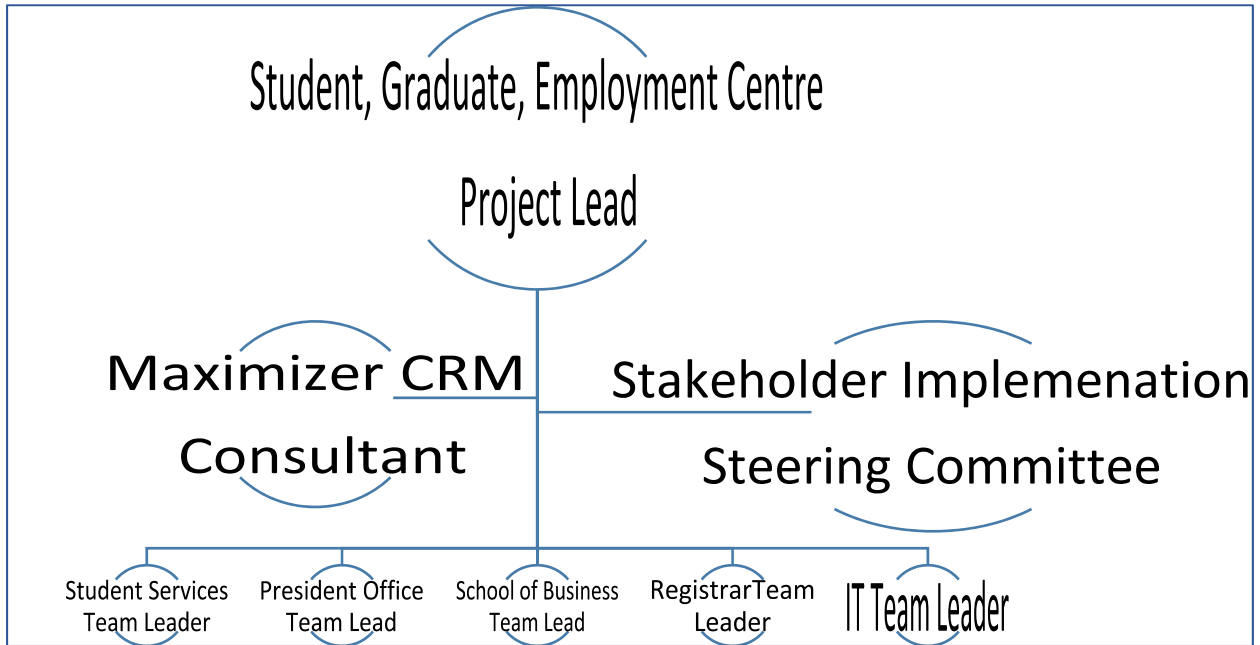 Student, Graduate, Employment Centre
Project Lead
Maximizer CRM
Consultant
Stakeholder Implemenation
Steering Committee
Student Services
Team Leader
President Office
Team Lead
School of Business
Team Lead
RegistrarTeam
Leader
IT Team Leader